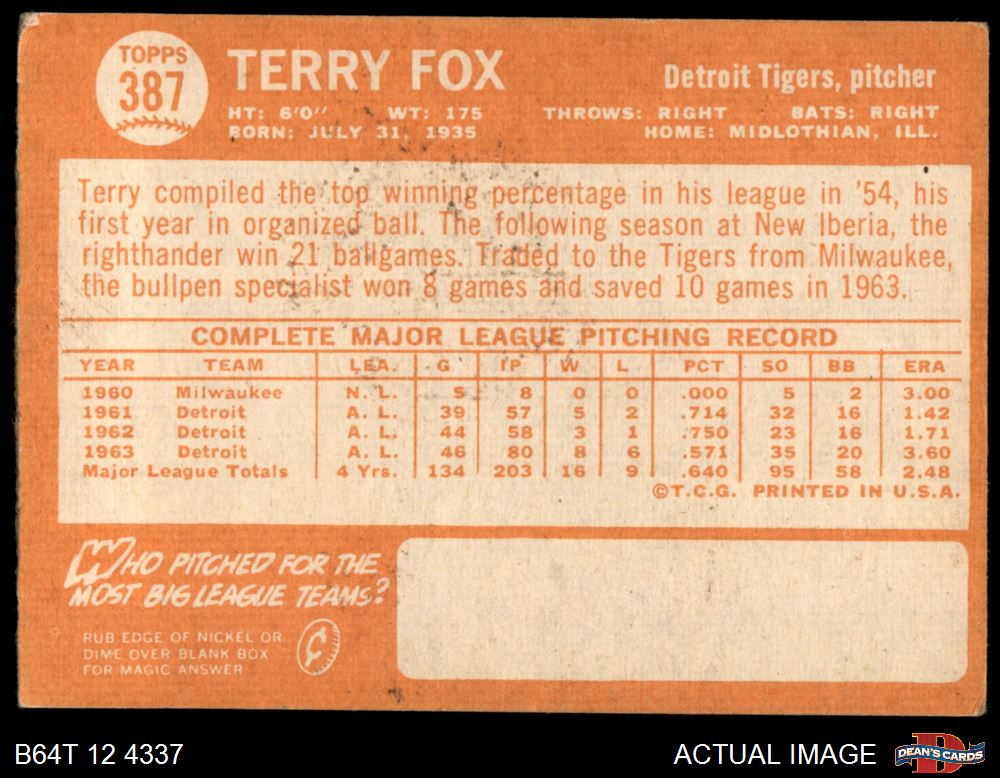 TOPPS
387
TERRY FOX
Detroit Tigers, pitcher
HT: 6'0" WT: 175 THROWS: RIGHT BATS: RIGHT
BORN: JULY 31, 1935 HOME: MIDLOTHIAN, ILL.
Terry compiled the top winning percentage in his league in '54, his
first year in organized ball. The following season at New Iberia, the
righthander win 21 ballgames. Traded to the Tigers from Milwaukee,
the bullpen specialist won 8 games and saved 10 games in 1963.
COMPLETE MAJOR LEAGUE PITCHING RECORD
YEAR TEAM LEA. G IP W L PCT SO BB ERA
1960 Milwaukee N. L. 5 8 0 0 .000 5 2 3.00
1961 Detroit A. L. 39 57 5 2 .714 32 16 1.42
1962 Detroit A. L. 44 58 3 1 .750 23 16 1.71
1963 Detroit A. L. 46 80 8 6 .571 35 20 3.60
Major League Totals 4 Yrs. 134 203 16 9 .640 95 58 2.48
©T.C.G. PRINTED IN U.S.A.
WHO PITCHED FOR THE
MOST BIG LEAGUE TEAMS?
RUB EDGE OF NICKEL OR
DIME OVER BLANK BOX
FOR MAGIC ANSWER
¢
B64T 12 4337 ACTUAL IMAGE
D
DEAN'S CARDS